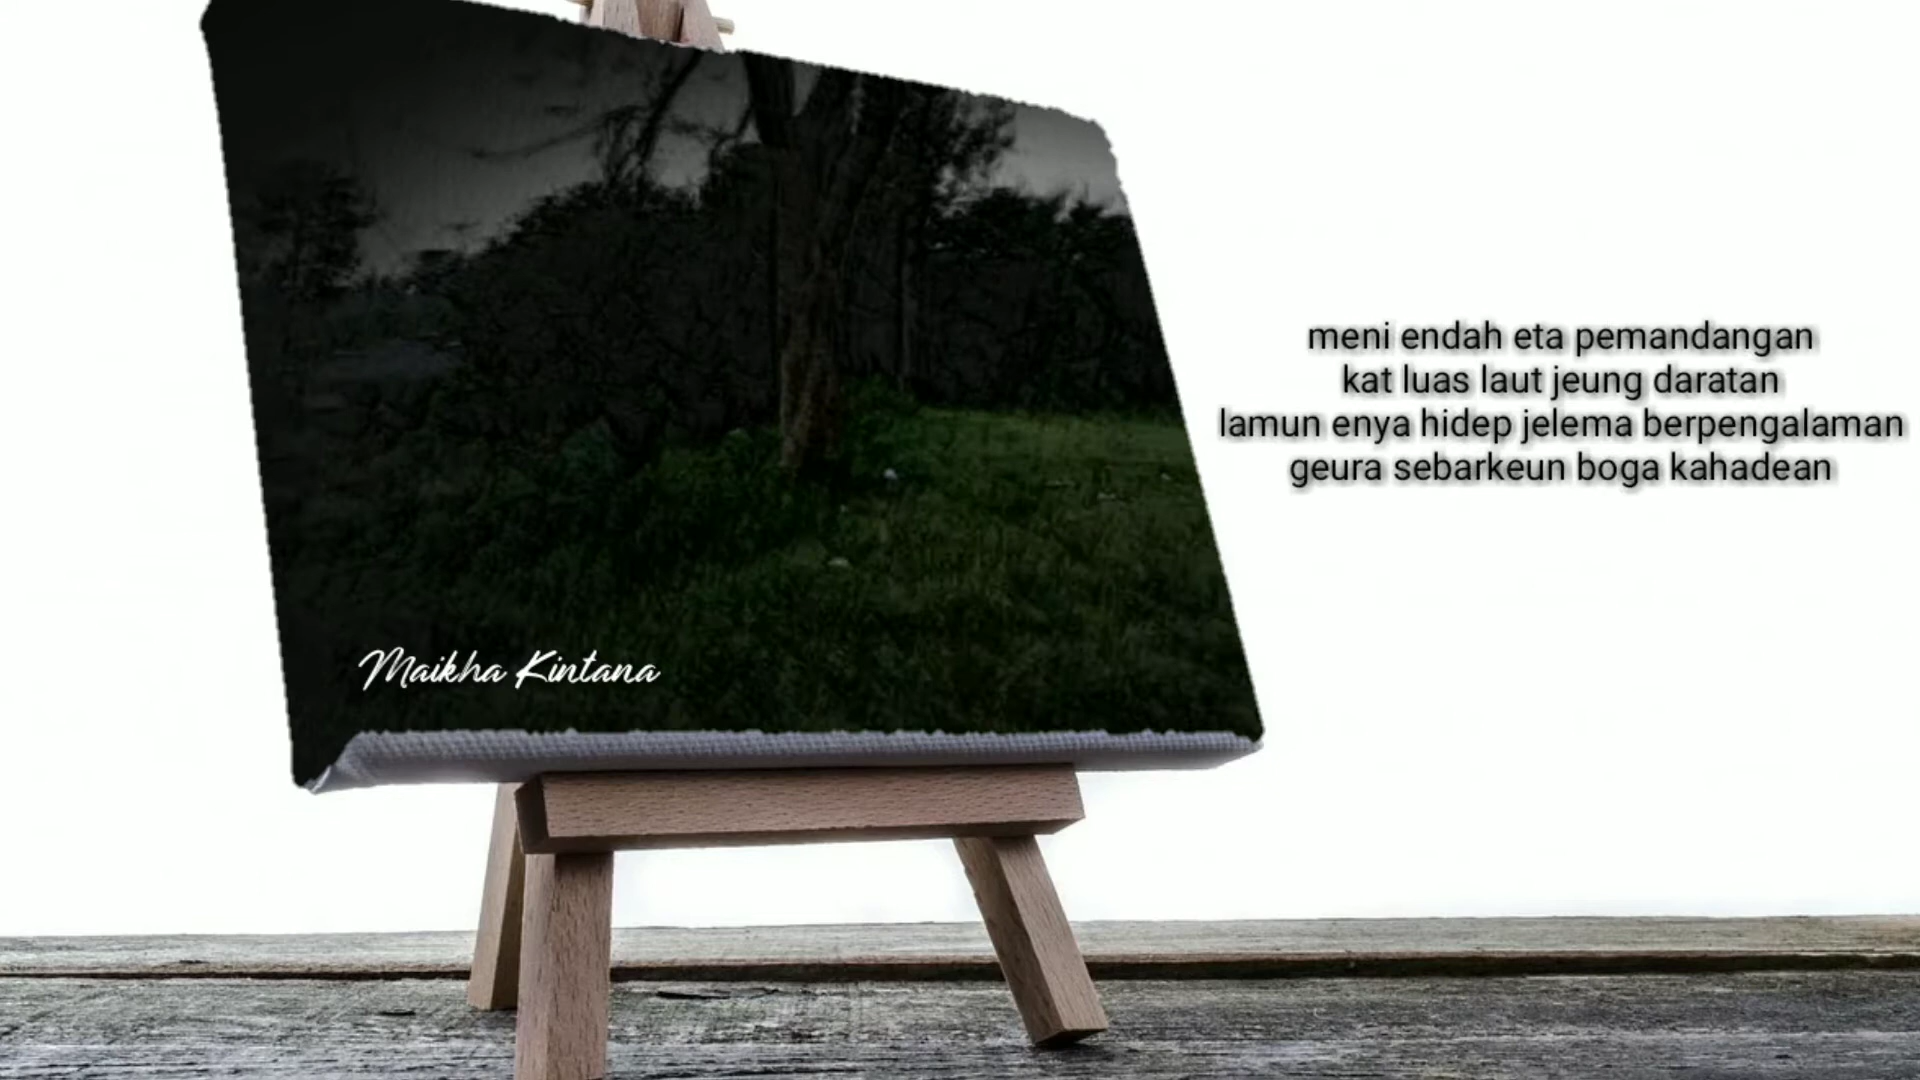 meni endah eta pemandangan
kat luas laut jeung daratan
lamun enya hidep jelema berpengalaman
geura sebarkeun boga kahadean
Maikha Kintana